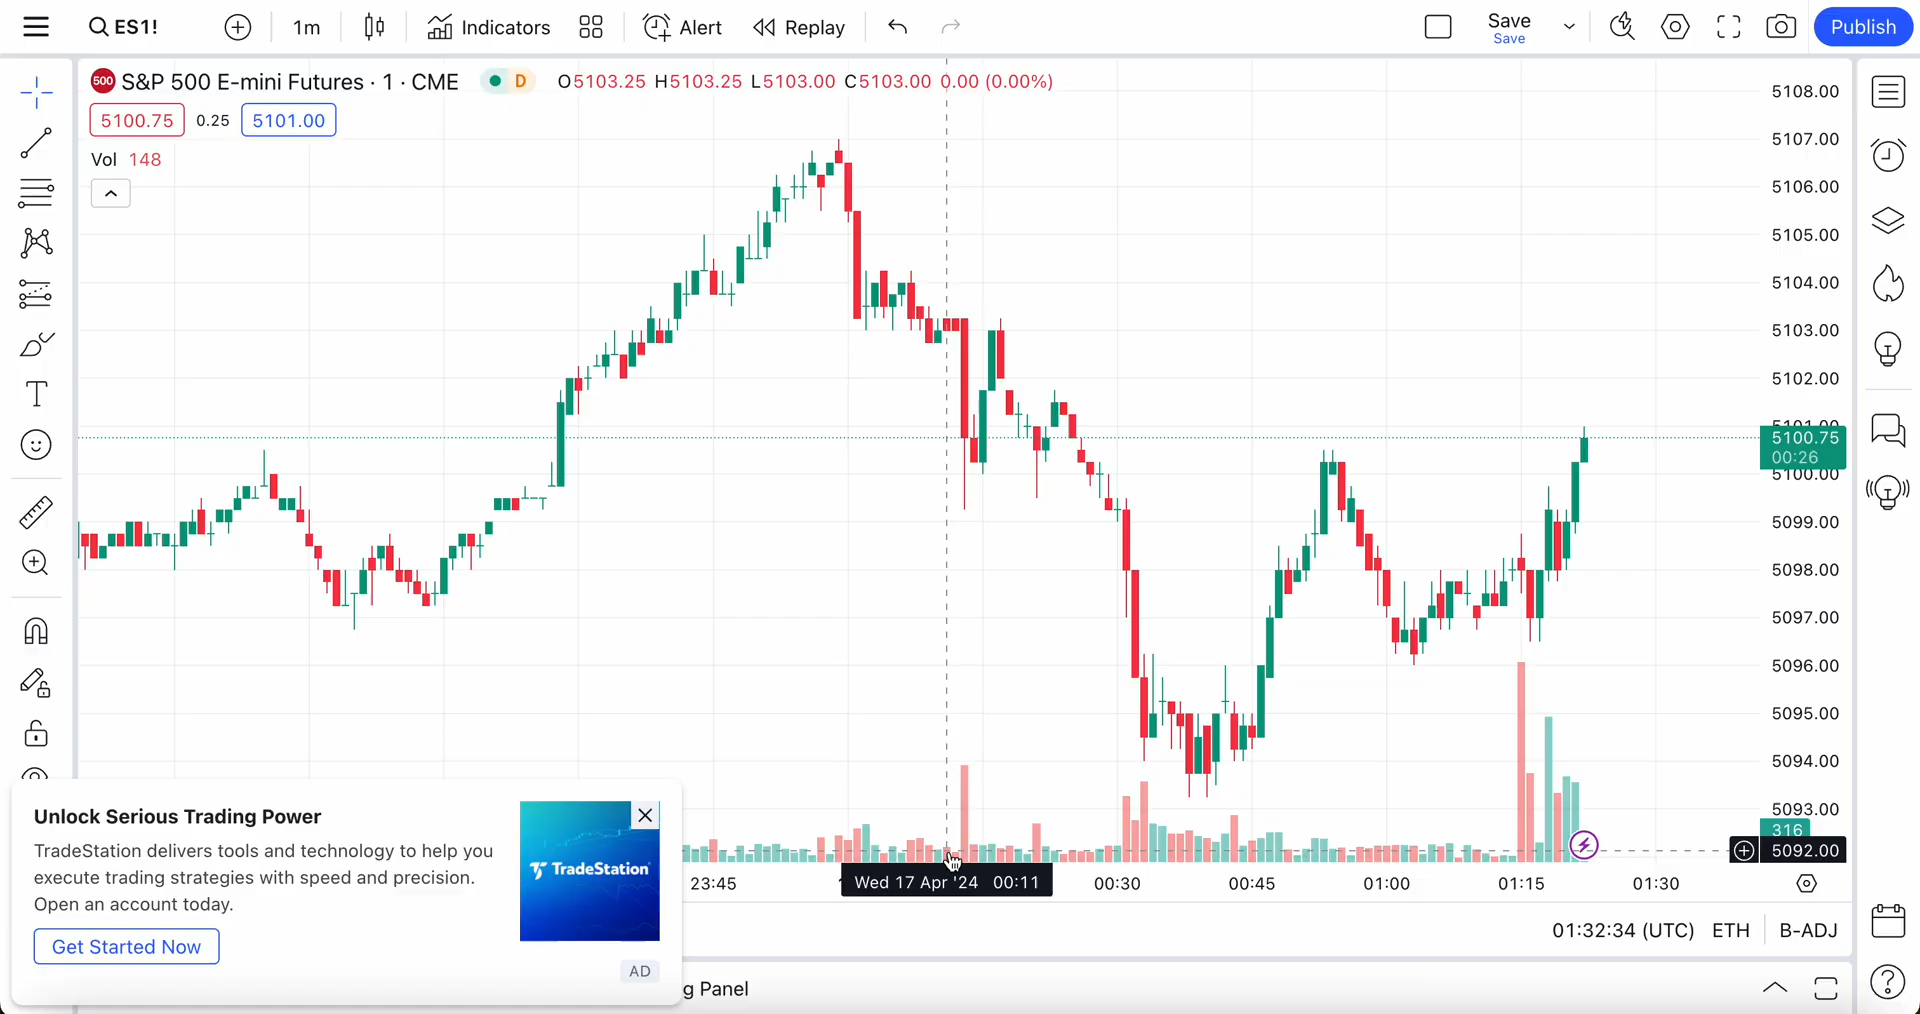 ES1!
1m
Indicators
Alert
Replay
Save
Save
Publish
500 S&P 500 E-mini Futures · 1 · CME
D
O5103.25 H5103.25 L5103.00 C5103.00 0.00 (0.00%)
5100.75
0.25
5101.00
Vol 148
5108.00
5107.00
5106.00
5105.00
5104.00
5103.00
5102.00
5101.00
5100.75
00:26
5100.00
5099.00
5098.00
5097.00
5096.00
5095.00
5094.00
5093.00
316
5092.00
Unlock Serious Trading Power
TradeStation delivers tools and technology to help you
execute trading strategies with speed and precision.
Open an account today.
Get Started Now
TradeStation
AD
23:45
Wed 17 Apr '24 00:11
00:30
00:45
01:00
01:15
01:30
01:32:34 (UTC)
ETH
B-ADJ
g Panel